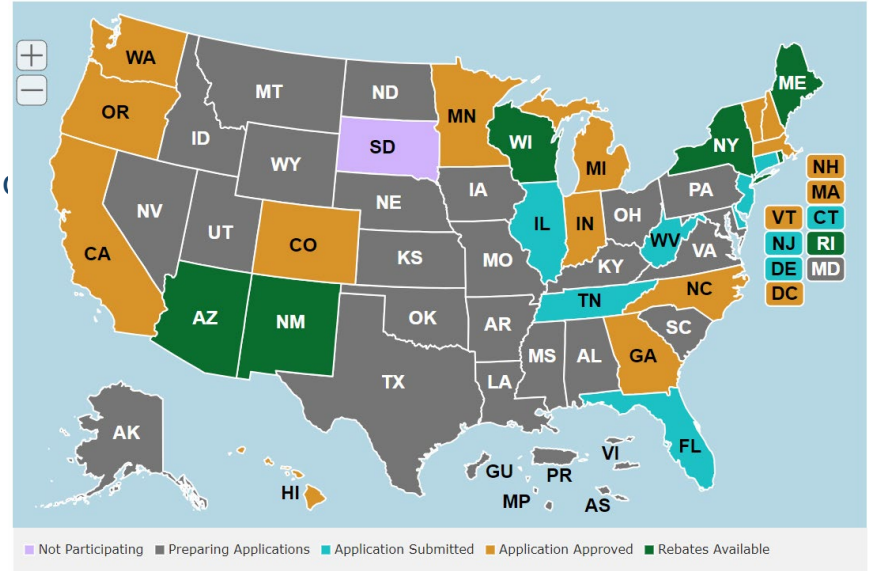 +
−
WA
MT
ND
MN
ME
OR
ID
SD
WI
NY
WY
MI
NH
IA
PA
MA
NV
NE
IL
IN
OH
VT
CT
UT
CO
WV
NJ
RI
CA
KS
MO
KY
VA
DE
MD
TN
NC
DC
AZ
NM
OK
AR
SC
MS
AL
GA
TX
LA
AK
FL
VI
GU
PR
HI
MP
AS
Not Participating
Preparing Applications
Application Submitted
Application Approved
Rebates Available